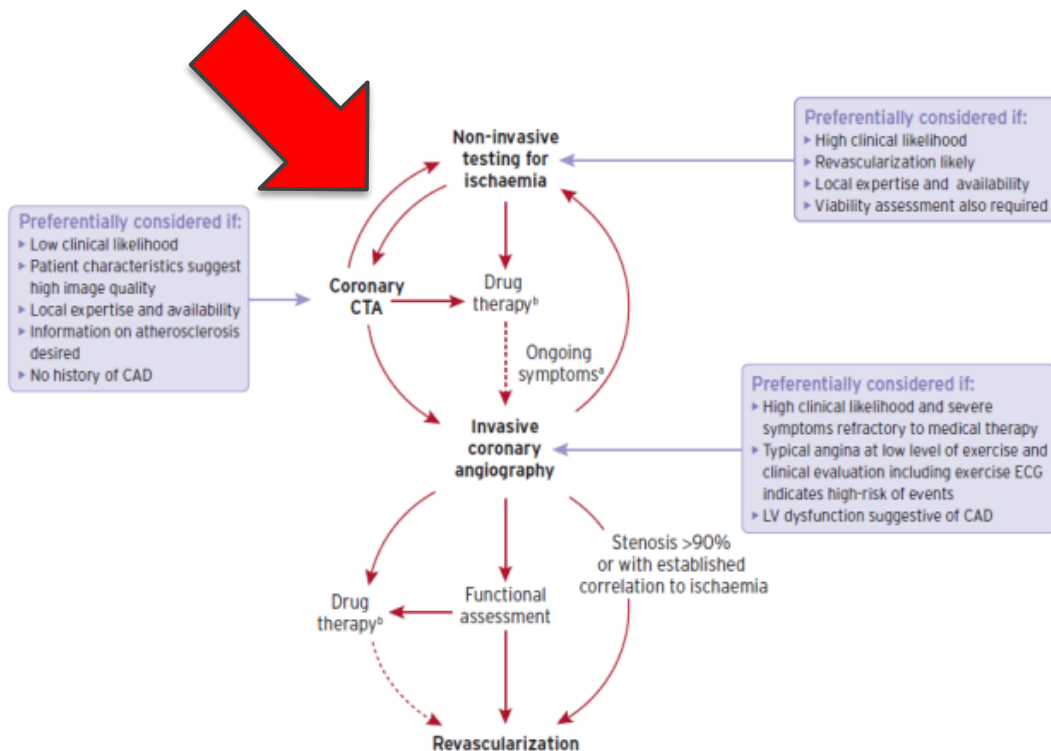 Non-invasive
testing for
ischaemia
Preferentially considered if:
▸ High clinical likelihood
▸ Revascularization likely
▸ Local expertise and availability
▸ Viability assessment also required
Preferentially considered if:
▸ Low clinical likelihood
▸ Patient characteristics suggest
high image quality
▸ Local expertise and availability
▸ Information on atherosclerosis
desired
▸ No history of CAD
Coronary
CTA
Drug
therapyᵇ
Ongoing
symptomsᵃ
Preferentially considered if:
▸ High clinical likelihood and severe
symptoms refractory to medical therapy
▸ Typical angina at low level of exercise and
clinical evaluation including exercise ECG
indicates high-risk of events
▸ LV dysfunction suggestive of CAD
Invasive
coronary
angiography
Stenosis >90%
or with established
correlation to ischaemia
Drug
therapyᵇ
Functional
assessment
Revascularization